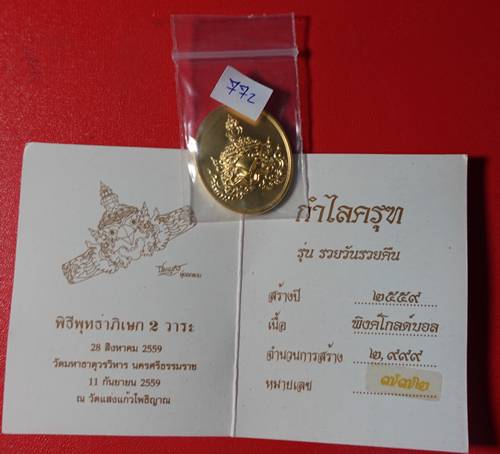 772
พิธีพุทธาภิเษก 2 วาระ
28 สิงหาคม 2559
วัดมหาธาตุวรวิหาร นครศรีธรรมราช
11 กันยายน 2559
ณ วัดแสงแก้วโพธิญาณ
กำไลครุฑ
รุ่น รวยวันรวยคืน
สร้างปี ๒๕๕๙
เนื้อ พิงค์โกลด์บอล
จำนวนการสร้าง ๒,๙๙๙
หมายเลข ๗๗๒